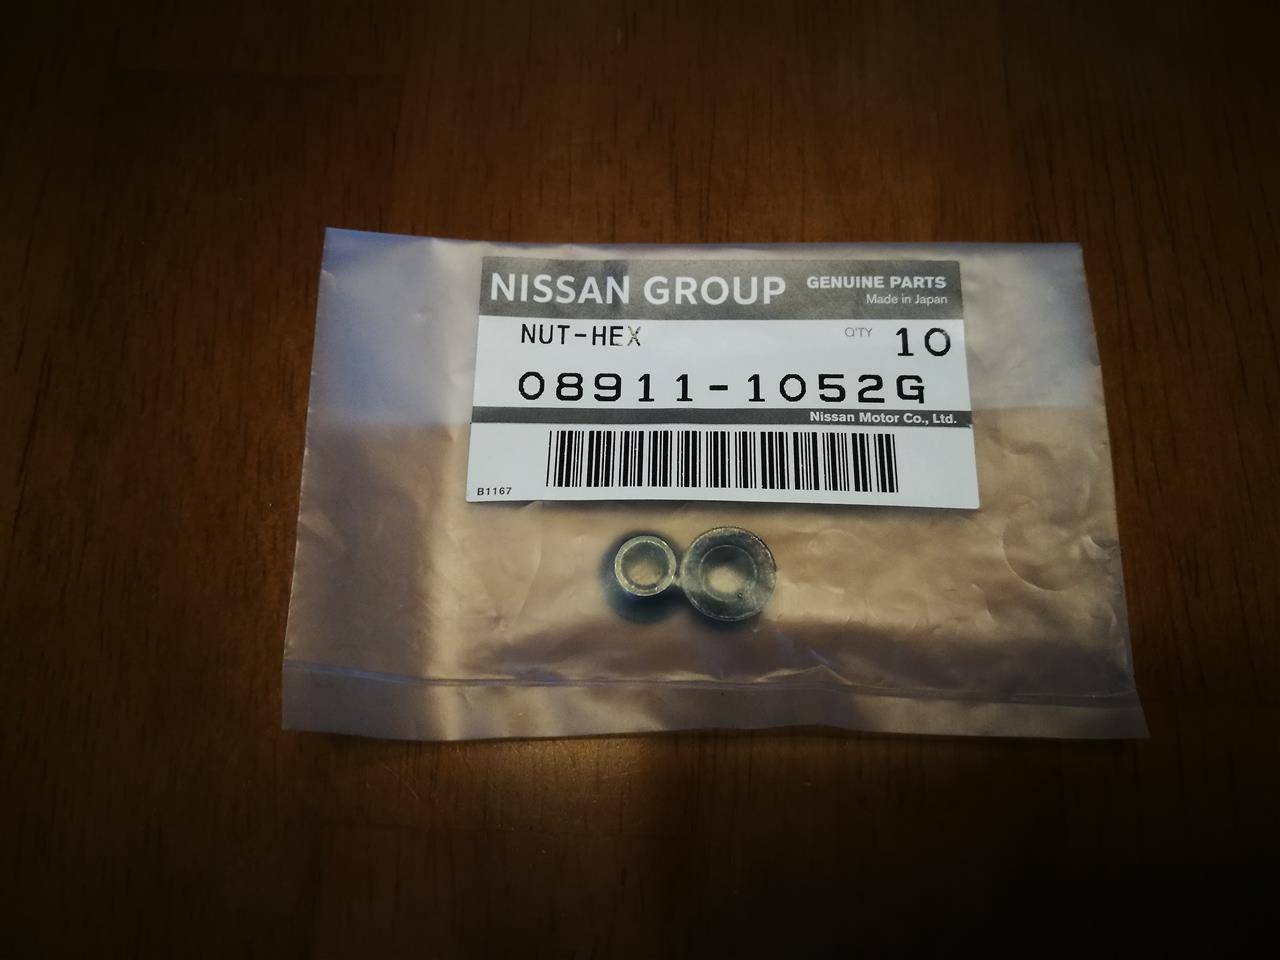 NISSAN GROUP GENUINE PARTS
Made in Japan
NUT-HEX Q'TY 10
08911-1052G
Nissan Motor Co., Ltd.
B1167